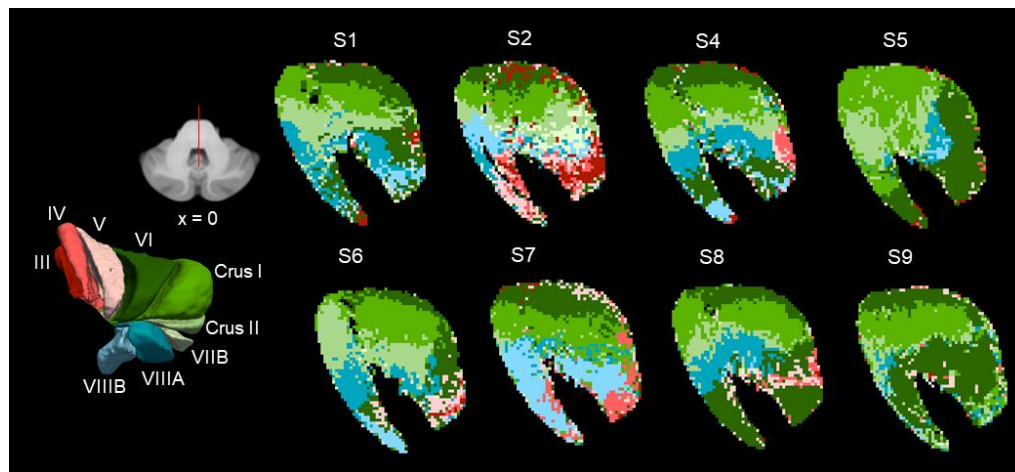 S1
S2
S4
S5
x = 0
IV
V
VI
III
Crus I
Crus II
VIIB
VIIIA
VIIIB
S6
S7
S8
S9